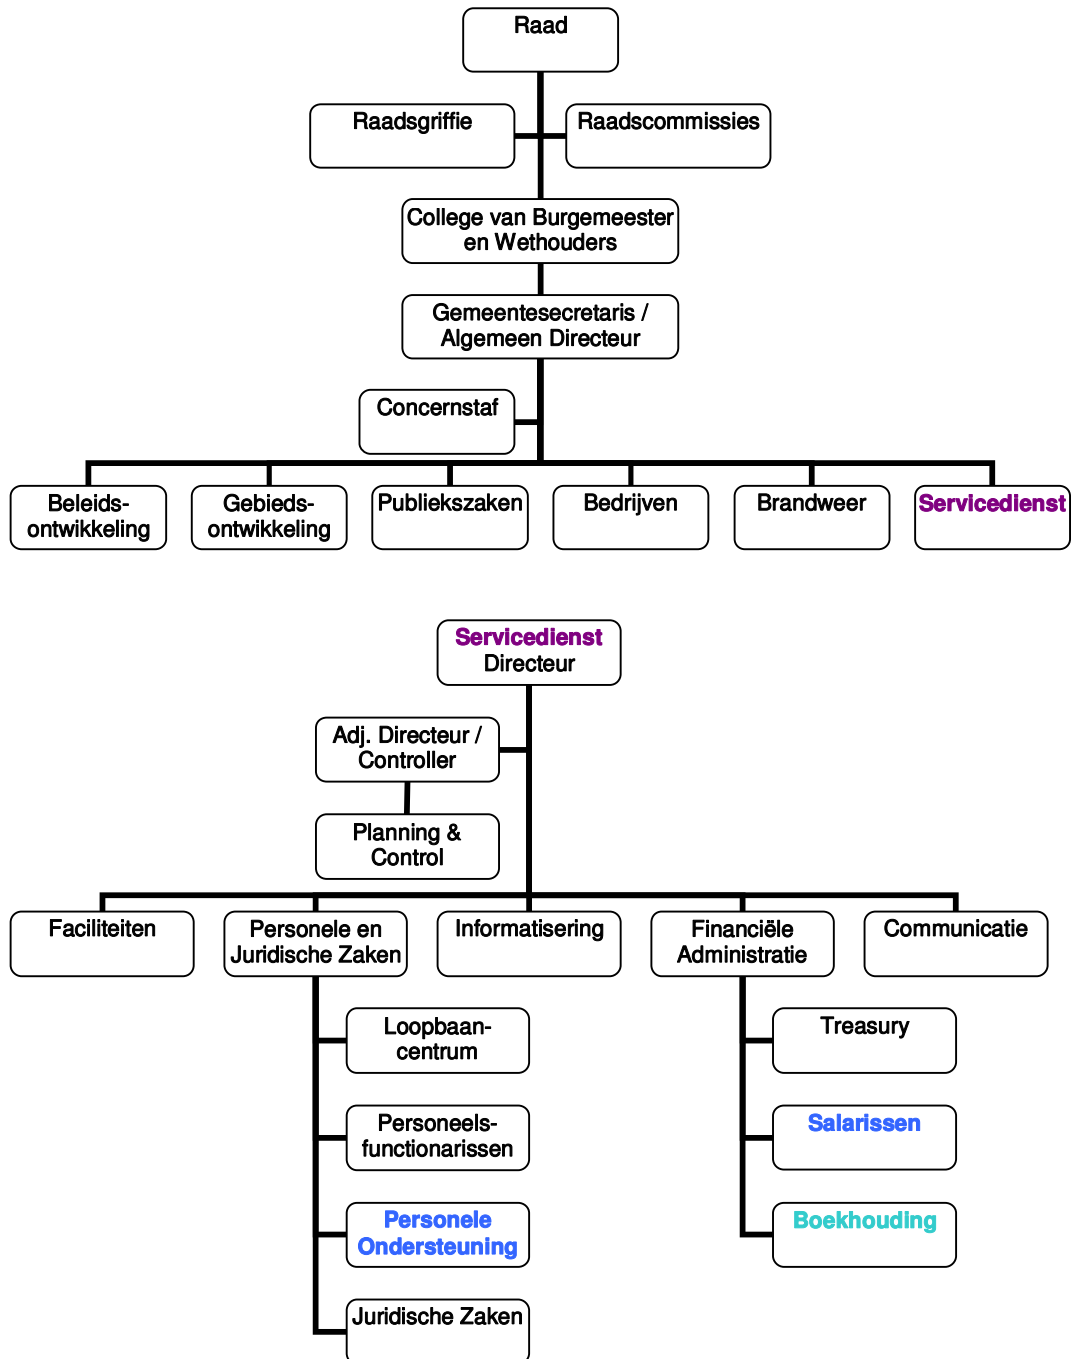 Raad
Raadsgriffie
Raadscommissies
College van Burgemeester
en Wethouders
Gemeentesecretaris /
Algemeen Directeur
Concernstaf
Beleids-
ontwikkeling
Gebieds-
ontwikkeling
Publiekszaken
Bedrijven
Brandweer
Servicedienst
Servicedienst
Directeur
Adj. Directeur /
Controller
Planning &
Control
Faciliteiten
Personele en
Juridische Zaken
Informatisering
Financiële
Administratie
Communicatie
Loopbaan-
centrum
Personeels-
functionarissen
Personele
Ondersteuning
Juridische Zaken
Treasury
Salarissen
Boekhouding